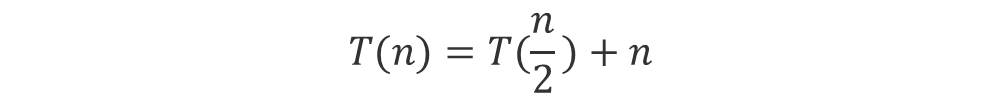 T(n) = T(n/2) + n